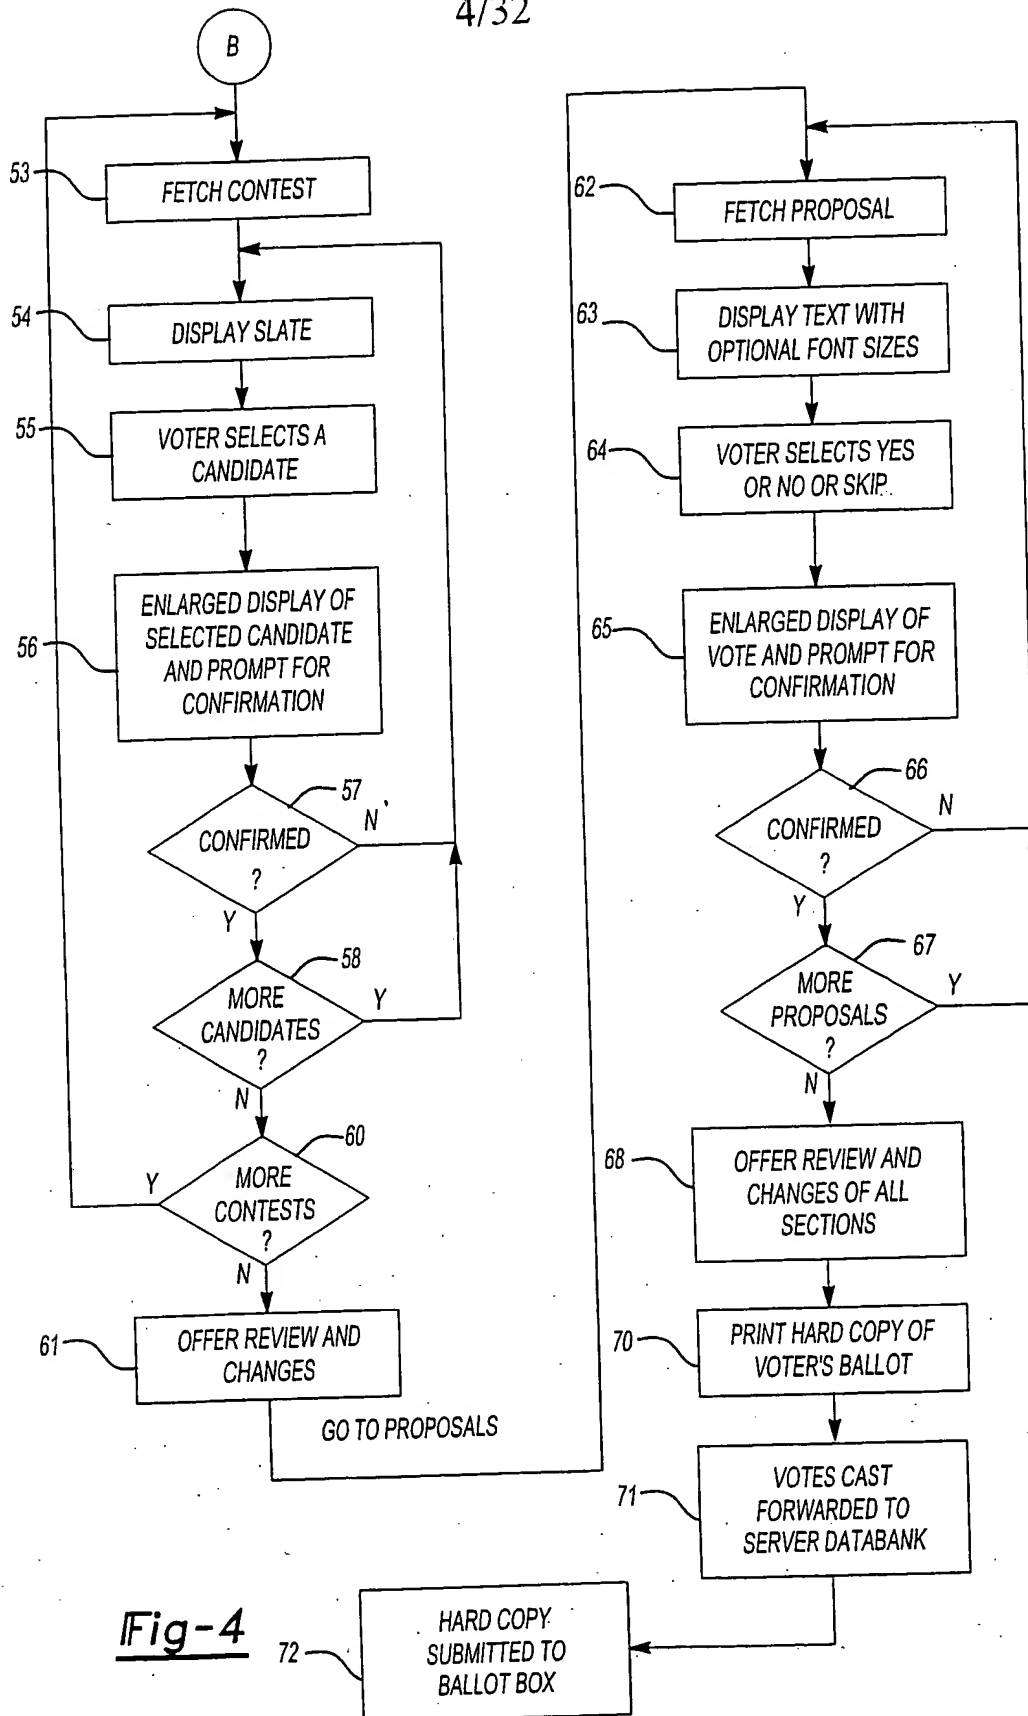 4/32
B
53
FETCH CONTEST
54
DISPLAY SLATE
55
VOTER SELECTS A
CANDIDATE
56
ENLARGED DISPLAY OF
SELECTED CANDIDATE
AND PROMPT FOR
CONFIRMATION
57
CONFIRMED
?
N
Y
58
MORE
CANDIDATES
?
Y
N
60
MORE
CONTESTS
?
Y
N
61
OFFER REVIEW AND
CHANGES
GO TO PROPOSALS
62
FETCH PROPOSAL
63
DISPLAY TEXT WITH
OPTIONAL FONT SIZES
64
VOTER SELECTS YES
OR NO OR SKIP
65
ENLARGED DISPLAY OF
VOTE AND PROMPT FOR
CONFIRMATION
66
CONFIRMED
?
N
Y
67
MORE
PROPOSALS
?
Y
N
68
OFFER REVIEW AND
CHANGES OF ALL
SECTIONS
70
PRINT HARD COPY OF
VOTER'S BALLOT
71
VOTES CAST
FORWARDED TO
SERVER DATABANK
72
HARD COPY
SUBMITTED TO
BALLOT BOX
Fig-4